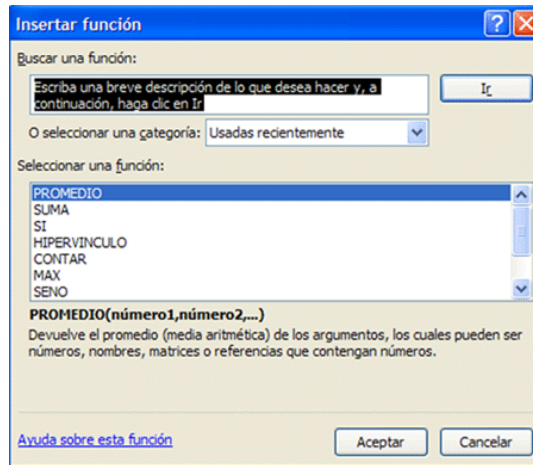 Insertar función
Buscar una función:
Escriba una breve descripción de lo que desea hacer y, a
continuación, haga clic en Ir
Ir
O seleccionar una categoría: Usadas recientemente
Seleccionar una función:
PROMEDIO
SUMA
SI
HIPERVINCULO
CONTAR
MAX
SENO
PROMEDIO(número1,número2,...)
Devuelve el promedio (media aritmética) de los argumentos, los cuales pueden ser
números, nombres, matrices o referencias que contengan números.
Ayuda sobre esta función
Aceptar
Cancelar